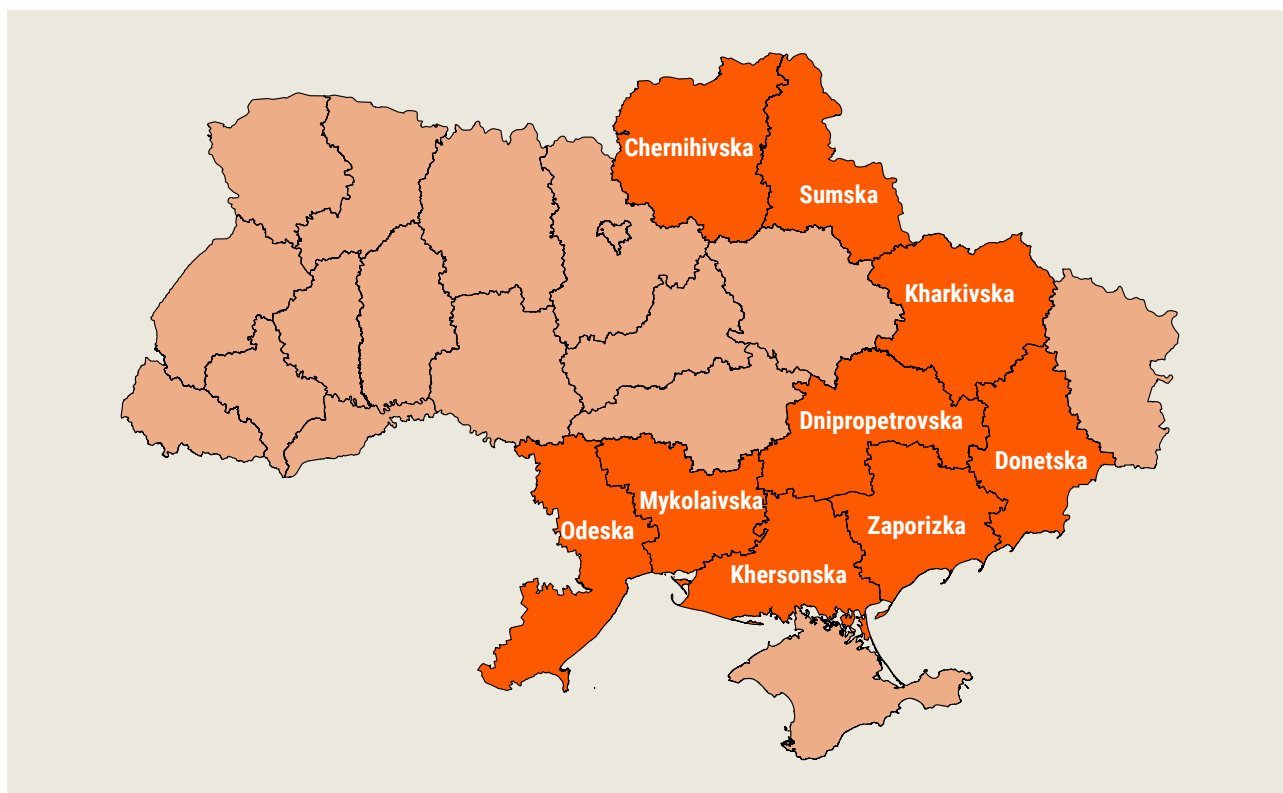 Chernihivska
Sumska
Kharkivska
Dnipropetrovska
Donetska
Mykolaivska
Zaporizka
Odeska
Khersonska